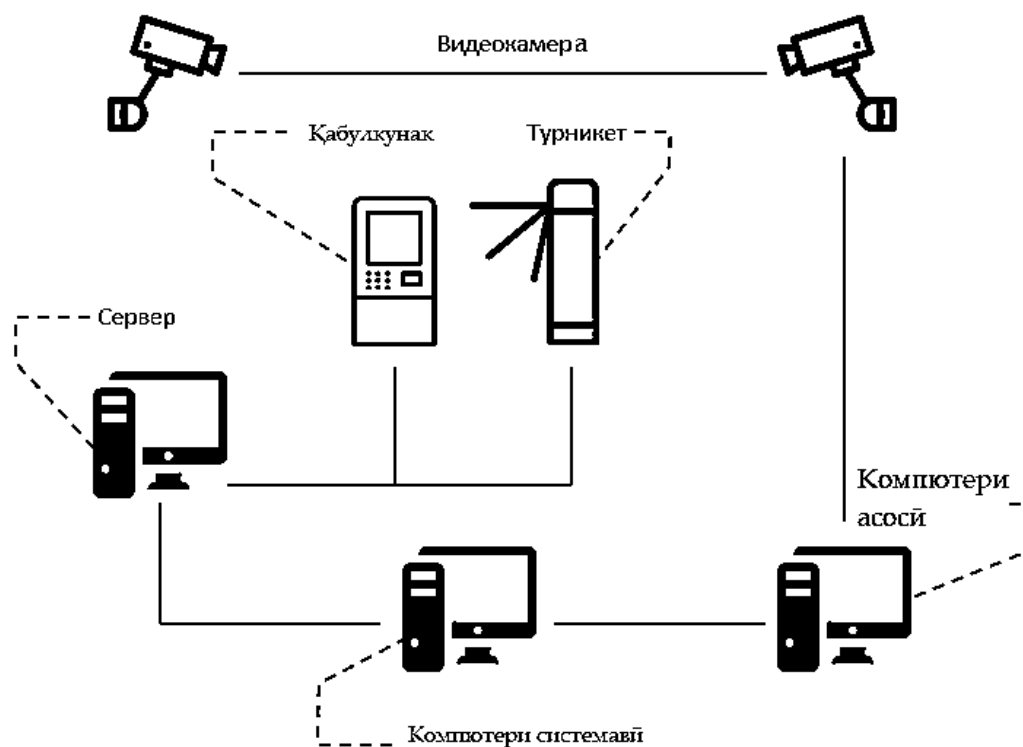 Видеокамера
Қабулкунак
Турникет
Сервер
Компютери
асосӣ
Компютери системавӣ